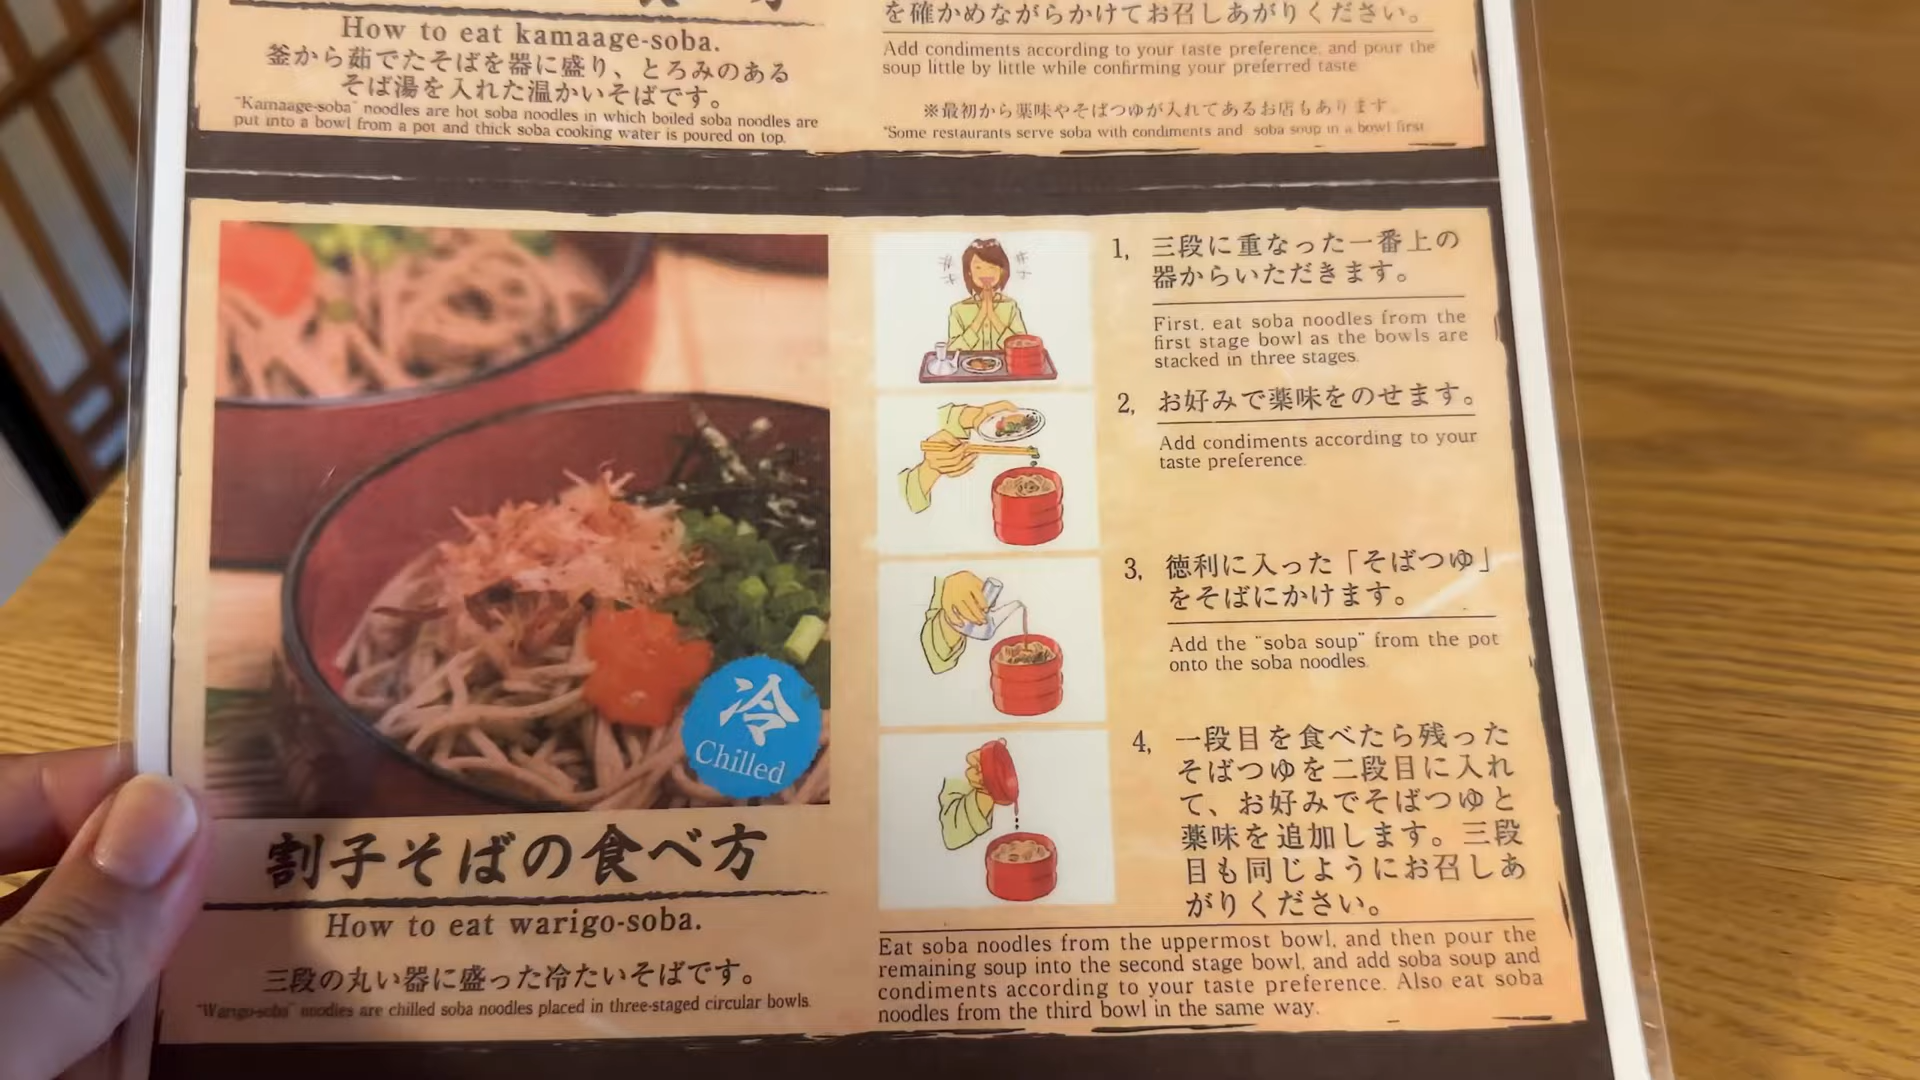 How to eat kamaage-soba.
釜から茹でたそばを器に盛り、とろみのある
そば湯を入れた温かいそばです。
"Kamaage-soba" noodles are hot soba noodles in which boiled soba noodles are
put into a bowl from a pot and thick soba cooking water is poured on top.
を確かめながらかけてお召しあがりください。
Add condiments according to your taste preference, and pour the
soup little by little while confirming your preferred taste
※最初から薬味やそばつゆが入れてあるお店もあります。
*Some restaurants serve soba with condiments and soba soup in a bowl first
冷
Chilled
割子そばの食べ方
How to eat warigo-soba.
三段の丸い器に盛った冷たいそばです。
"Warigo-soba" noodles are chilled soba noodles placed in three-staged circular bowls.
1, 三段に重なった一番上の
器からいただきます。
First, eat soba noodles from the
first stage bowl as the bowls are
stacked in three stages.
2, お好みで薬味をのせます。
Add condiments according to your
taste preference.
3, 徳利に入った「そばつゆ」
をそばにかけます。
Add the "soba soup" from the pot
onto the soba noodles.
4, 一段目を食べたら残った
そばつゆを二段目に入れ
て、お好みでそばつゆと
薬味を追加します。三段
目も同じようにお召しあ
がりください。
Eat soba noodles from the uppermost bowl, and then pour the
remaining soup into the second stage bowl, and add soba soup and
condiments according to your taste preference. Also eat soba
noodles from the third bowl in the same way.